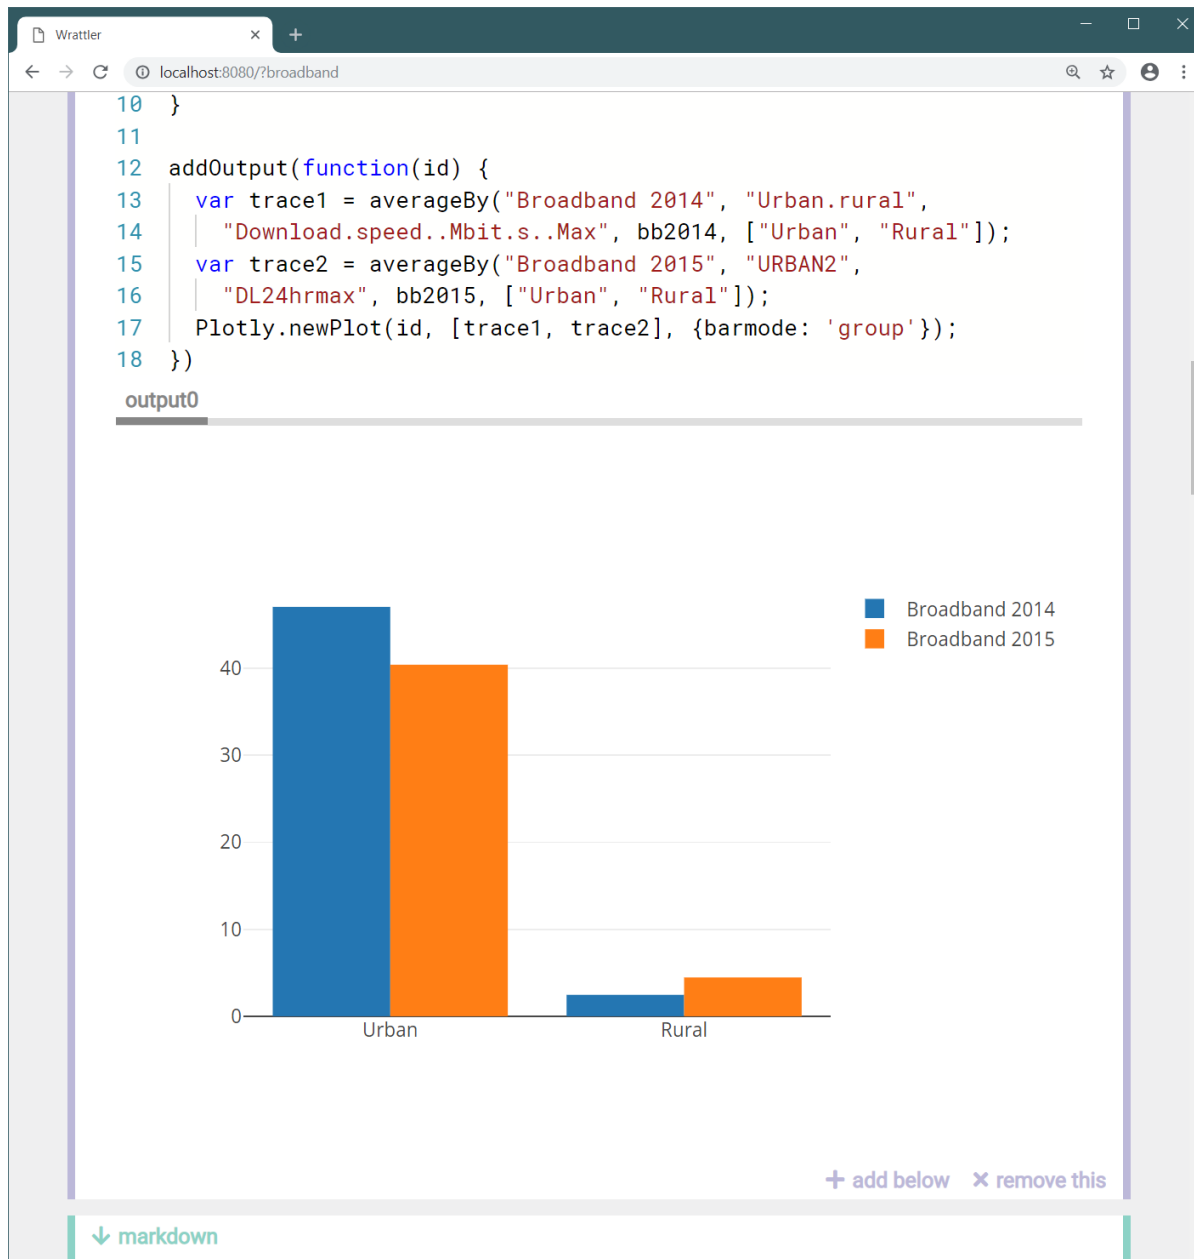 Wrattler
localhost:8080/?broadband
10 }
11
12 addOutput(function(id) {
13 var trace1 = averageBy("Broadband 2014", "Urban.rural",
14 "Download.speed..Mbit.s..Max", bb2014, ["Urban", "Rural"]);
15 var trace2 = averageBy("Broadband 2015", "URBAN2",
16 "DL24hrmax", bb2015, ["Urban", "Rural"]);
17 Plotly.newPlot(id, [trace1, trace2], {barmode: 'group'});
18 })
output0
Broadband 2014
Broadband 2015
40
30
20
10
0
Urban Rural
+ add below × remove this
↓ markdown